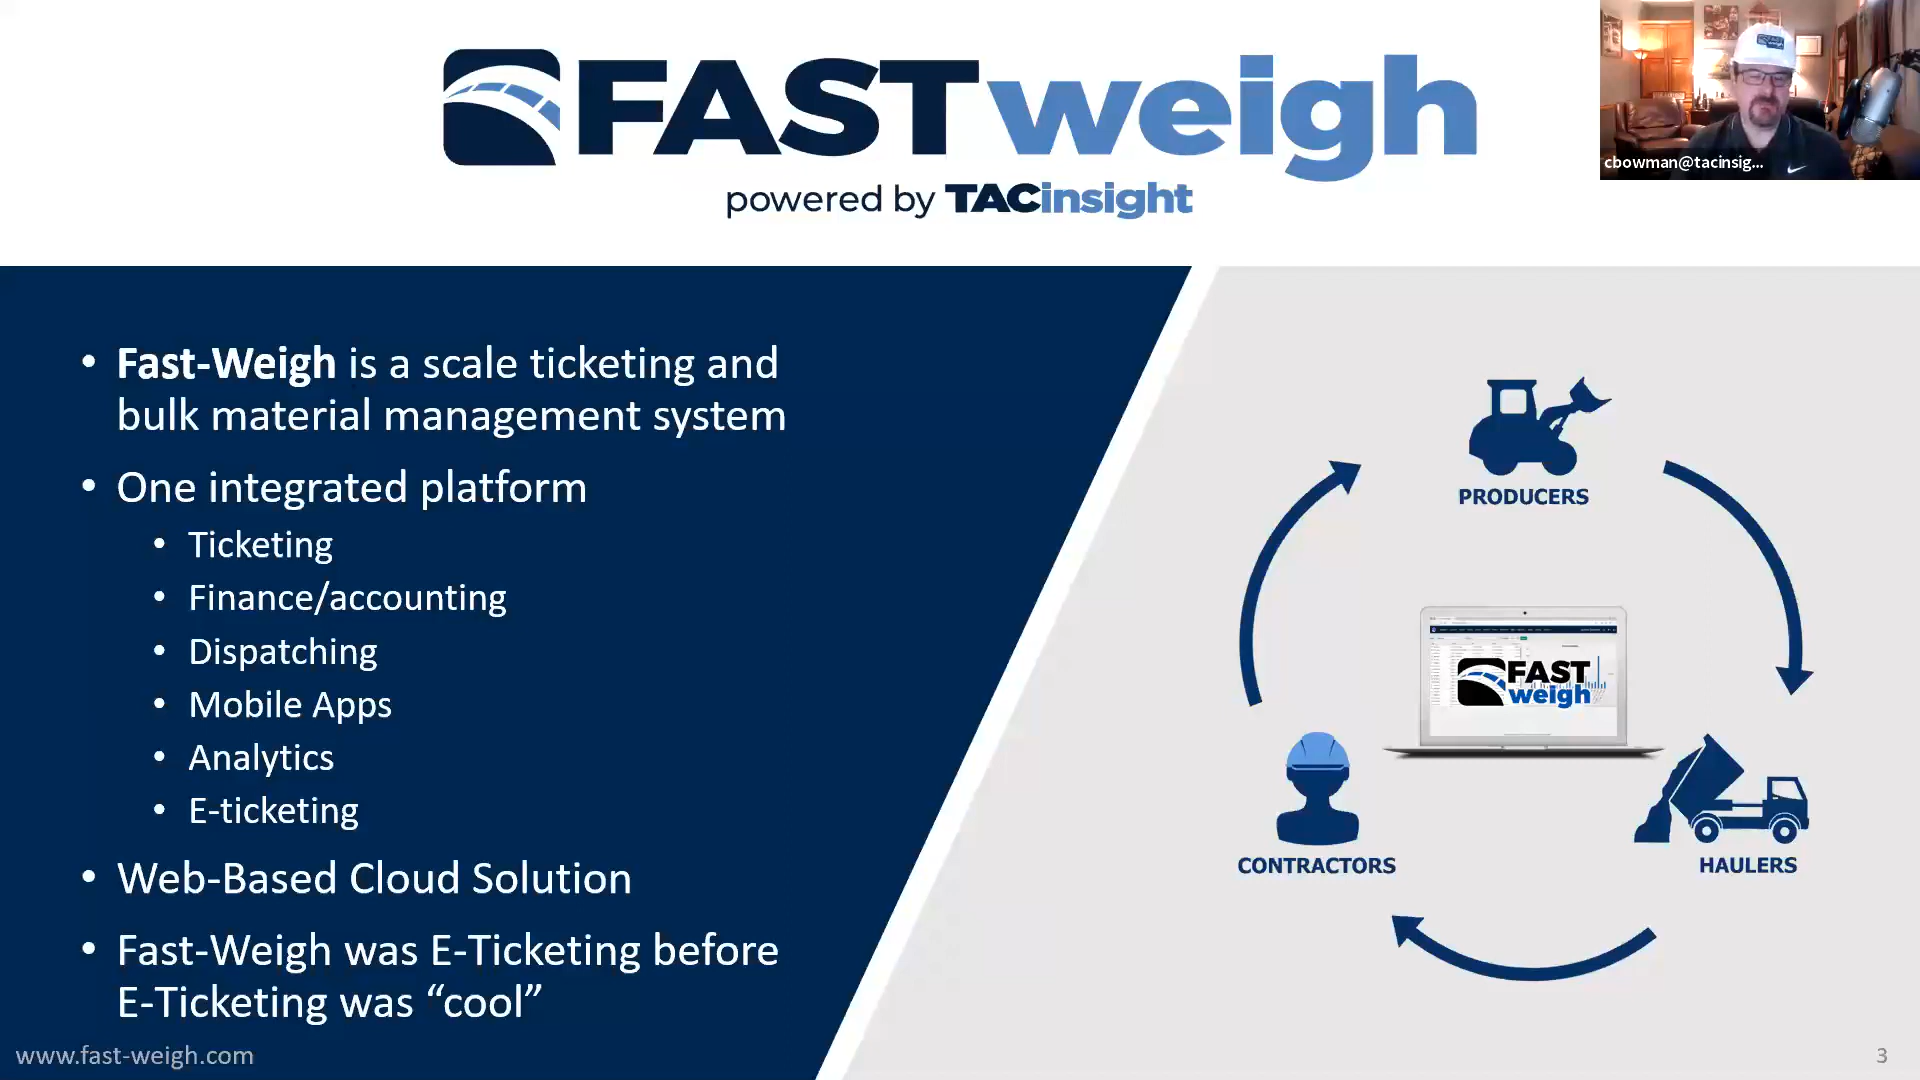 FASTweigh
powered by TACinsight
cbowman@tacinsig...
• Fast-Weigh is a scale ticketing and
bulk material management system
• One integrated platform
• Ticketing
• Finance/accounting
• Dispatching
• Mobile Apps
• Analytics
• E-ticketing
• Web-Based Cloud Solution
• Fast-Weigh was E-Ticketing before
E-Ticketing was “cool”
PRODUCERS
FAST
weigh
CONTRACTORS
HAULERS
www.fast-weigh.com
3